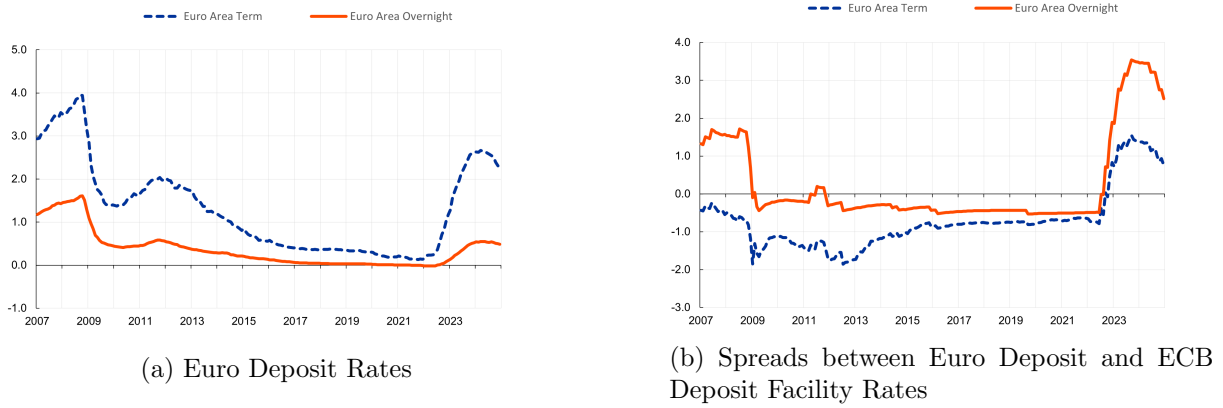 Euro Area Term Euro Area Overnight
5.0
4.0
3.0
2.0
1.0
0.0
-1.0
2007 2009 2011 2013 2015 2017 2019 2021 2023
(a) Euro Deposit Rates
Euro Area Term Euro Area Overnight
4.0
3.0
2.0
1.0
0.0
-1.0
-2.0
-3.0
2007 2009 2011 2013 2015 2017 2019 2021 2023
(b) Spreads between Euro Deposit and ECB
Deposit Facility Rates